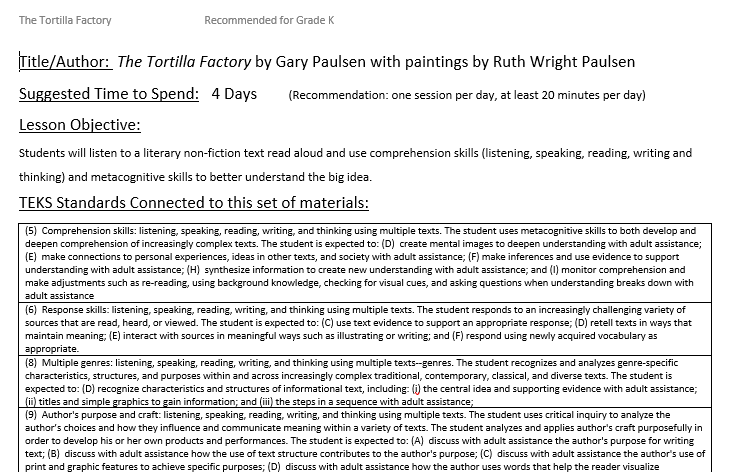 The Tortilla Factory Recommended for Grade K
Title/Author: The Tortilla Factory by Gary Paulsen with paintings by Ruth Wright Paulsen
Suggested Time to Spend: 4 Days (Recommendation: one session per day, at least 20 minutes per day)
Lesson Objective:
Students will listen to a literary non-fiction text read aloud and use comprehension skills (listening, speaking, reading, writing and
thinking) and metacognitive skills to better understand the big idea.
TEKS Standards Connected to this set of materials:
(5) Comprehension skills: listening, speaking, reading, writing, and thinking using multiple texts. The student uses metacognitive skills to both develop and
deepen comprehension of increasingly complex texts. The student is expected to: (D) create mental images to deepen understanding with adult assistance;
(E) make connections to personal experiences, ideas in other texts, and society with adult assistance; (F) make inferences and use evidence to support
understanding with adult assistance; (H) synthesize information to create new understanding with adult assistance; and (I) monitor comprehension and
make adjustments such as re-reading, using background knowledge, checking for visual cues, and asking questions when understanding breaks down with
adult assistance
(6) Response skills: listening, speaking, reading, writing, and thinking using multiple texts. The student responds to an increasingly challenging variety of
sources that are read, heard, or viewed. The student is expected to: (C) use text evidence to support an appropriate response; (D) retell texts in ways that
maintain meaning; (E) interact with sources in meaningful ways such as illustrating or writing; and (F) respond using newly acquired vocabulary as
appropriate.
(8) Multiple genres: listening, speaking, reading, writing, and thinking using multiple texts--genres. The student recognizes and analyzes genre-specific
characteristics, structures, and purposes within and across increasingly complex traditional, contemporary, classical, and diverse texts. The student is
expected to: (D) recognize characteristics and structures of informational text, including: (i) the central idea and supporting evidence with adult assistance;
(ii) titles and simple graphics to gain information; and (iii) the steps in a sequence with adult assistance;
(9) Author's purpose and craft: listening, speaking, reading, writing, and thinking using multiple texts. The student uses critical inquiry to analyze the
author's choices and how they influence and communicate meaning within a variety of texts. The student analyzes and applies author's craft purposefully in
order to develop his or her own products and performances. The student is expected to: (A) discuss with adult assistance the author's purpose for writing
text; (B) discuss with adult assistance how the use of text structure contributes to the author's purpose; (C) discuss with adult assistance the author's use of
print and graphic features to achieve specific purposes; (D) discuss with adult assistance how the author uses words that help the reader visualize